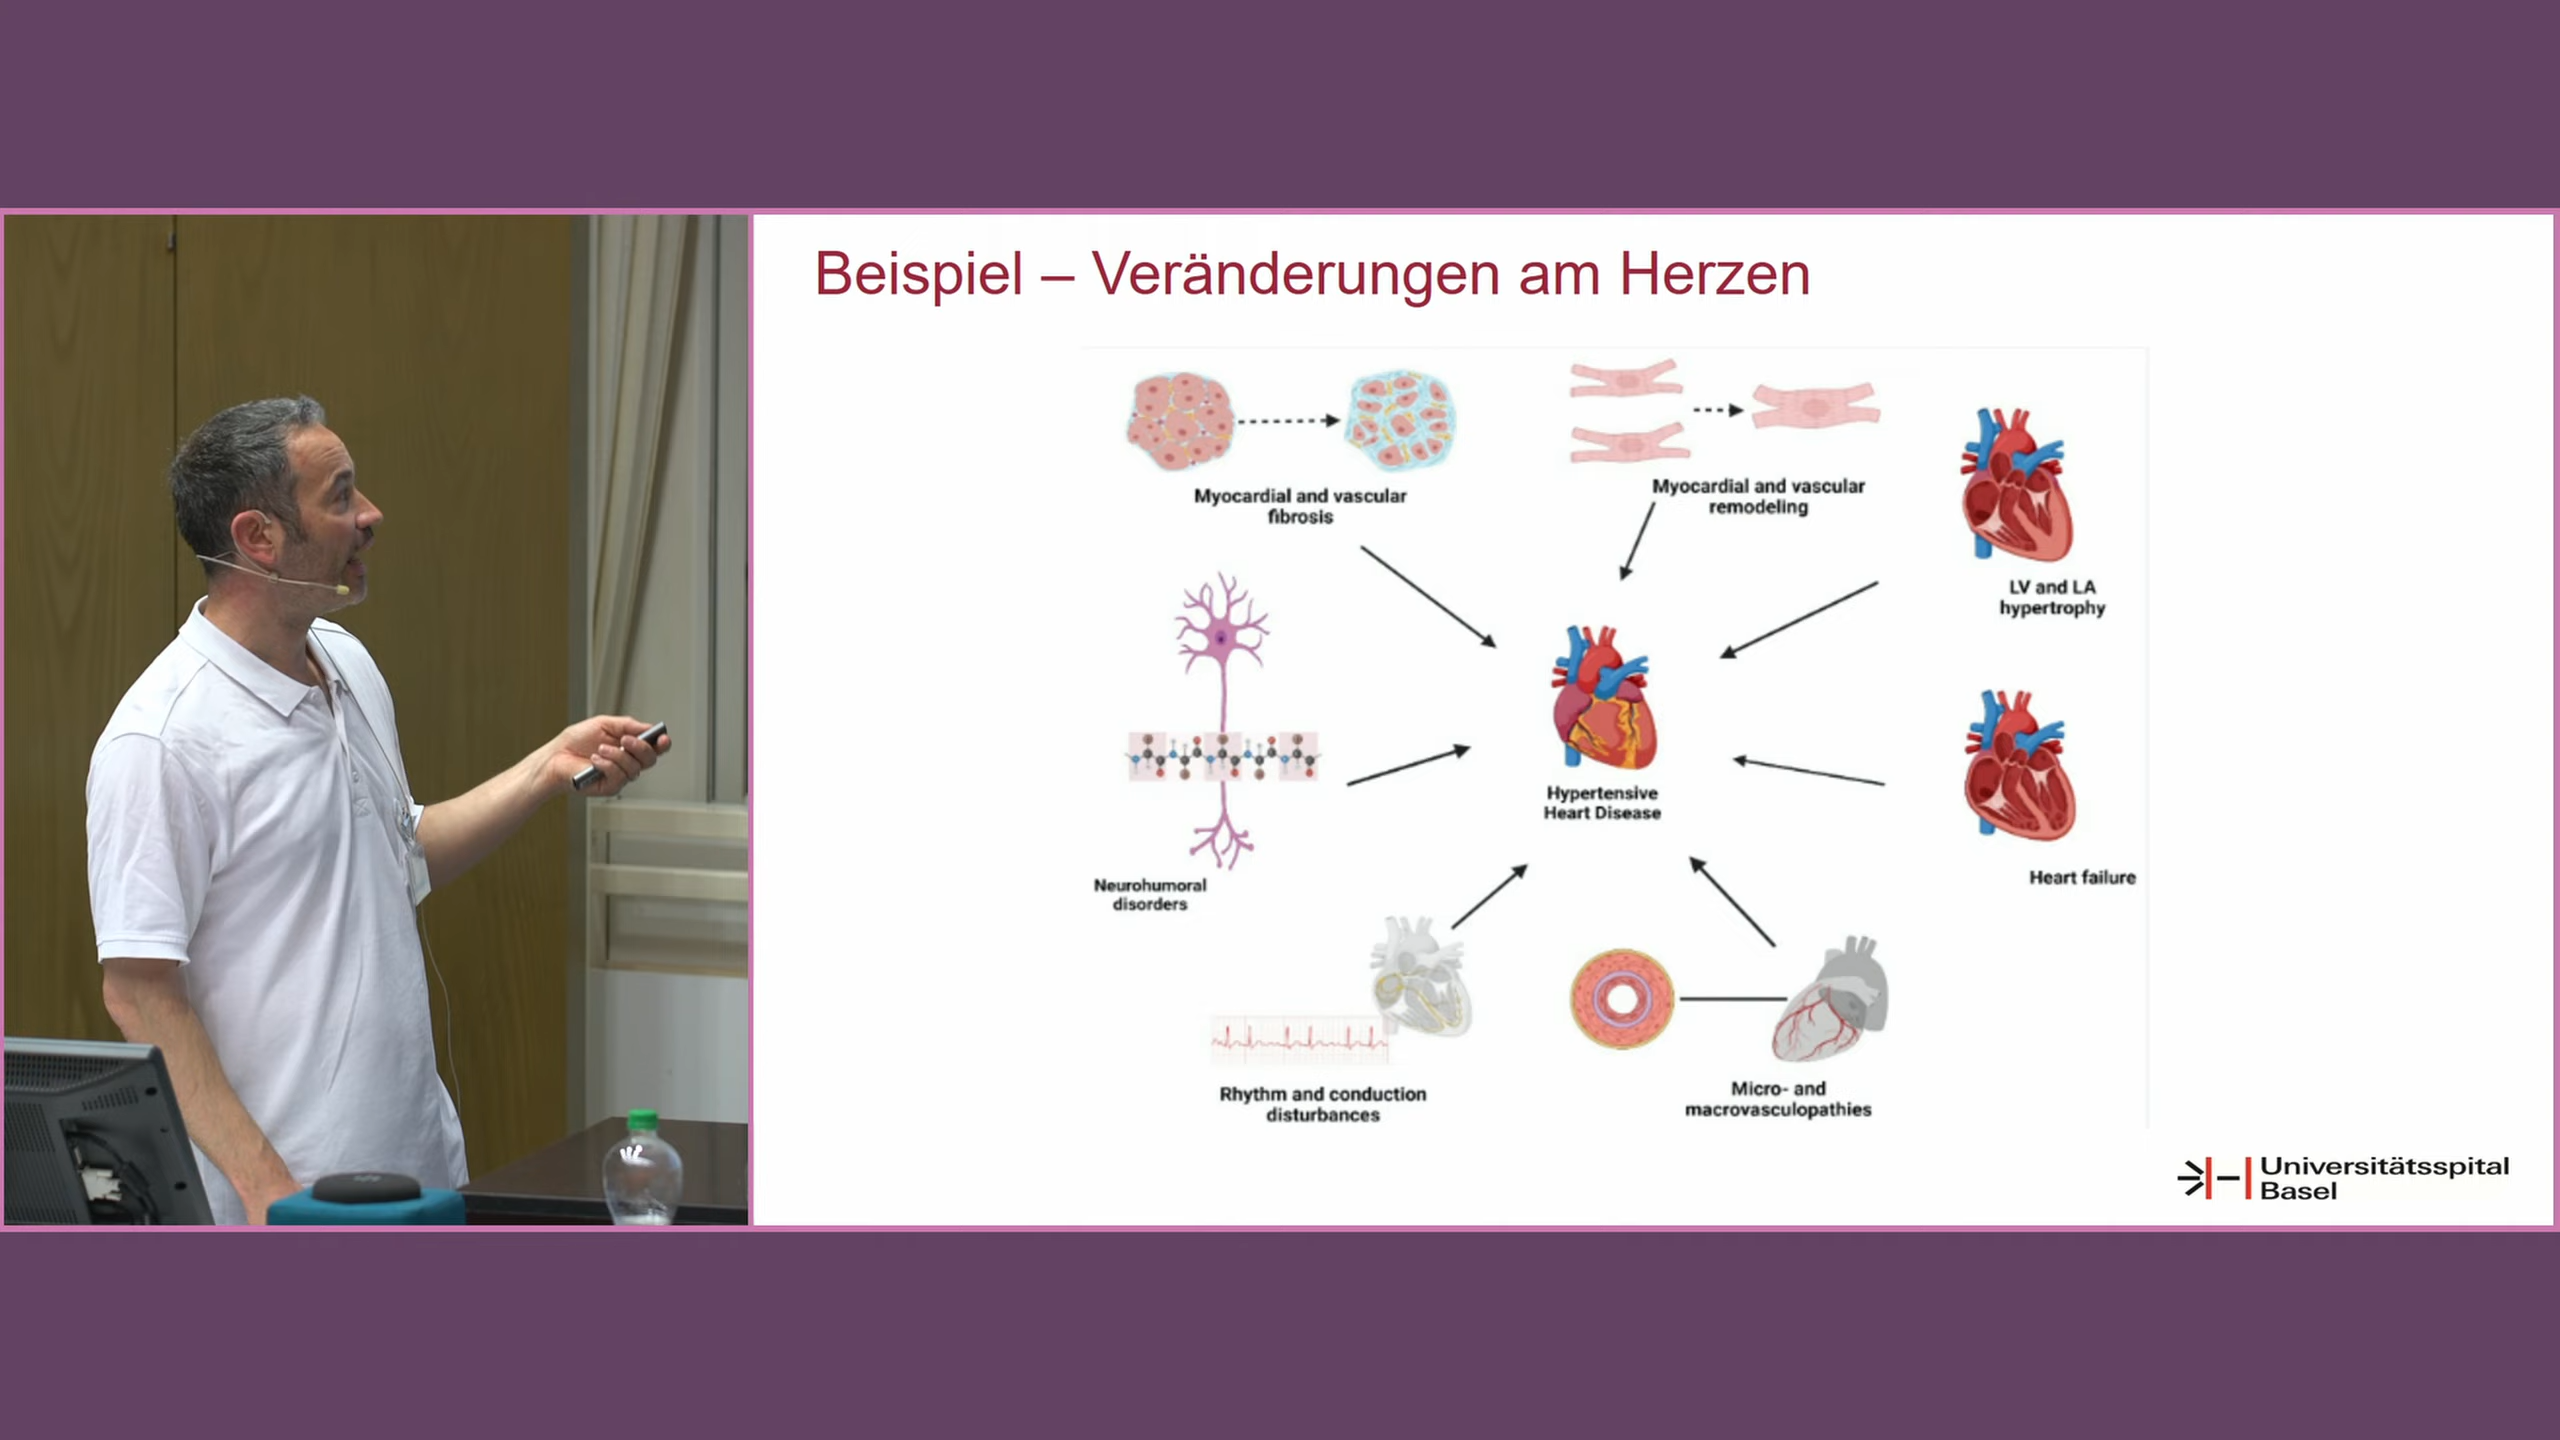 Beispiel – Veränderungen am Herzen
Myocardial and vascular
fibrosis
Myocardial and vascular
remodeling
LV and LA
hypertrophy
Hypertensive
Heart Disease
Neurohumoral
disorders
Heart failure
Rhythm and conduction
disturbances
Micro- and
macrovasculopathies
Universitätsspital
Basel